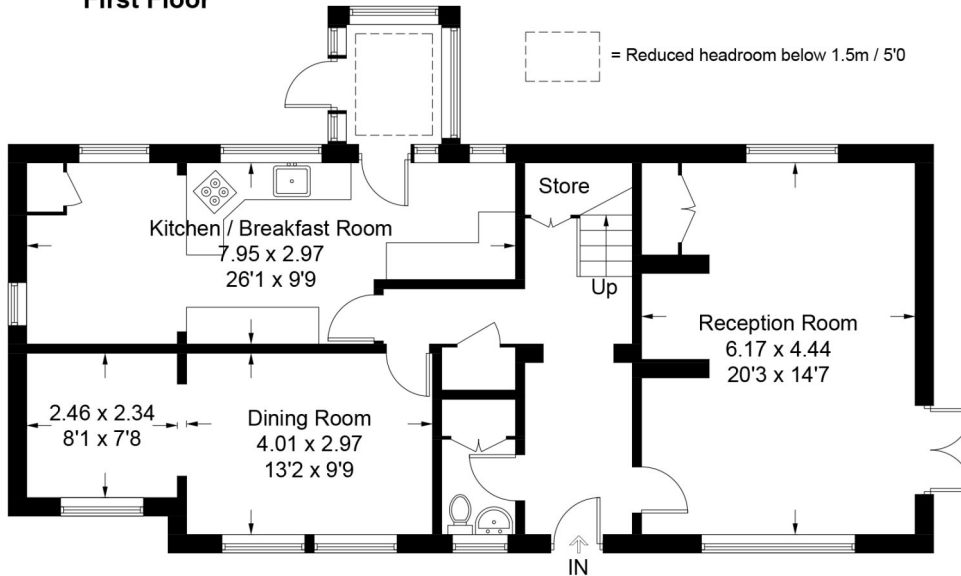 First Floor
= Reduced headroom below 1.5m / 5'0
Kitchen / Breakfast Room
7.95 x 2.97
26'1 x 9'9
Store
Up
Reception Room
6.17 x 4.44
20'3 x 14'7
2.46 x 2.34
8'1 x 7'8
Dining Room
4.01 x 2.97
13'2 x 9'9
IN